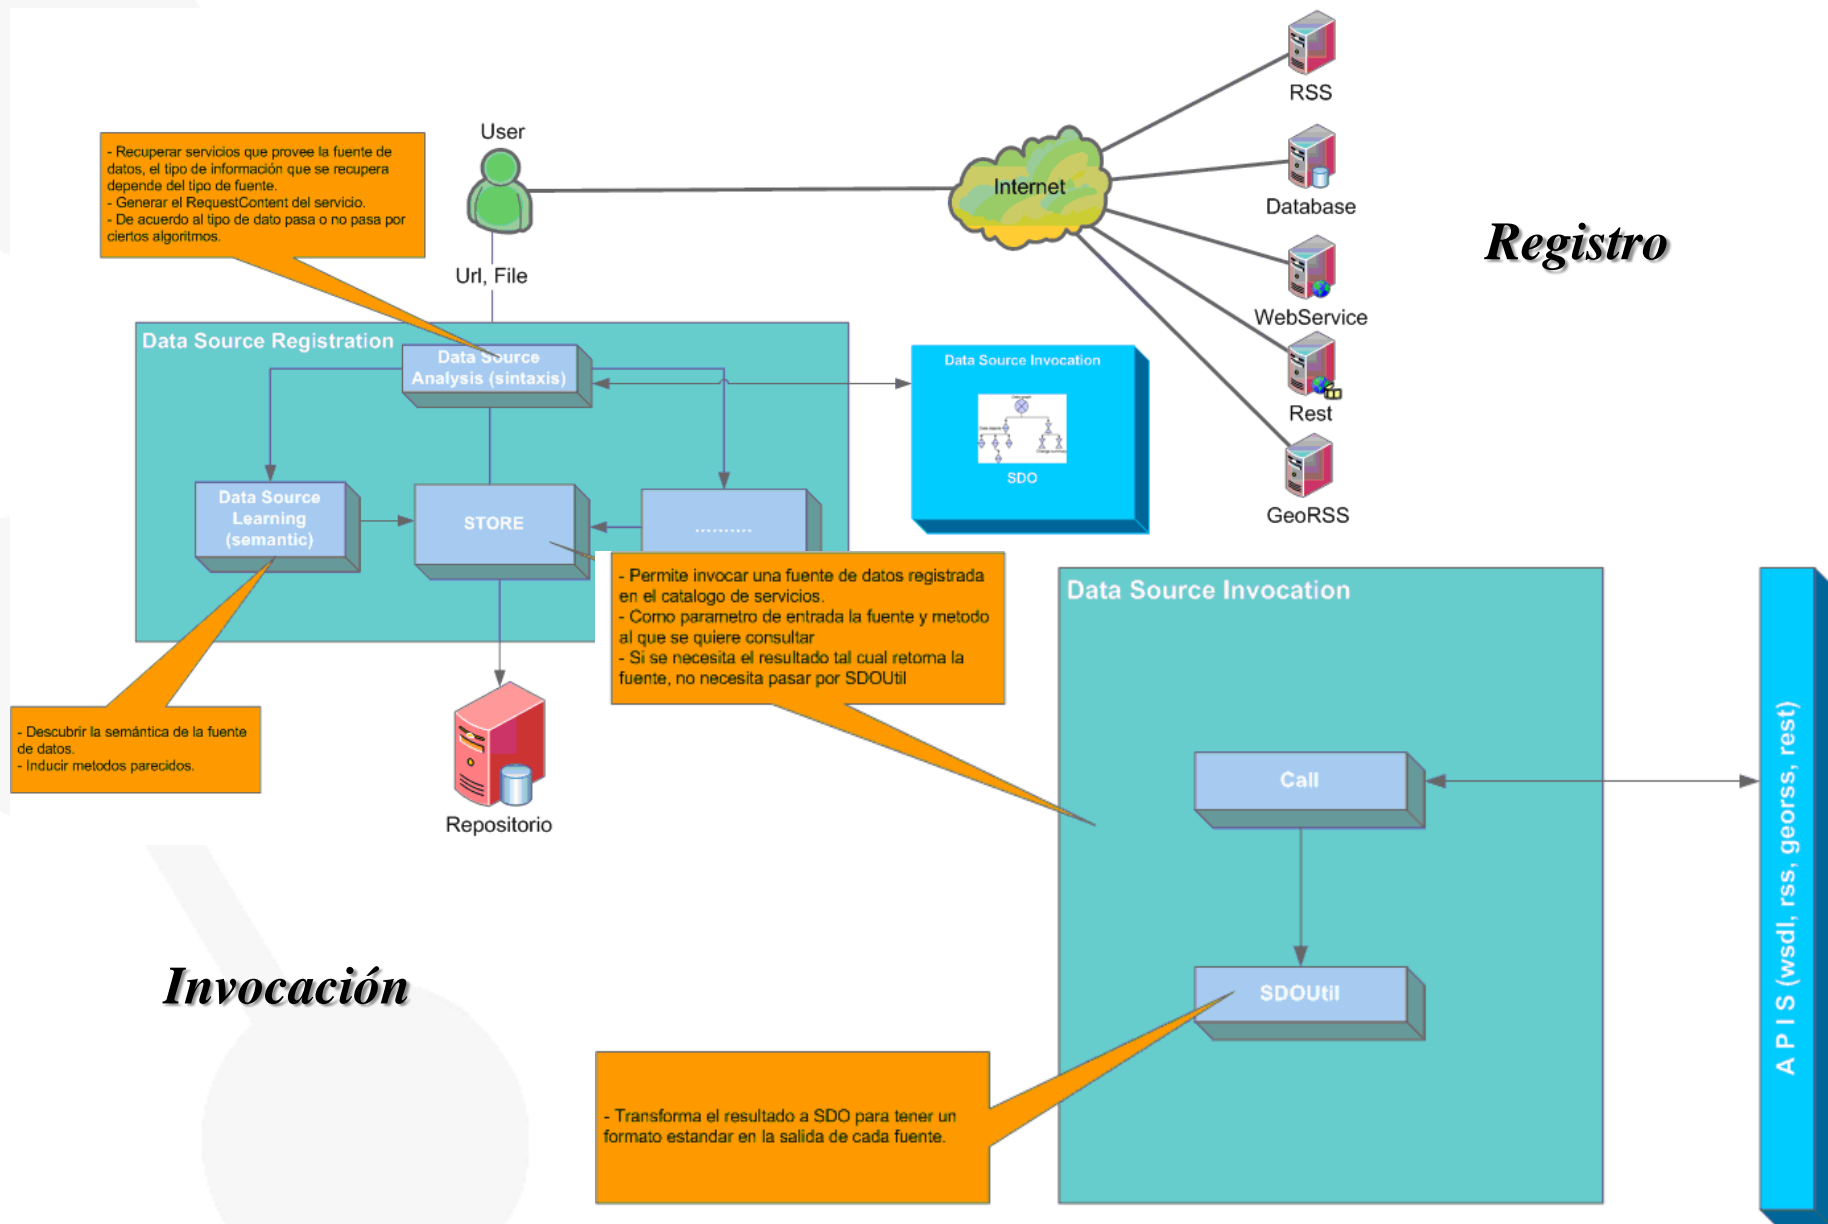 RSS
User
- Recuperar servicios que provee la fuente de
datos, el tipo de información que se recupera
depende del tipo de fuente.
- Generar el RequestContent del servicio.
- De acuerdo al tipo de dato pasa o no pasa por
ciertos algoritmos.
Internet
Database
Registro
Url, File
WebService
Data Source Registration
Data Source
Analysis (sintaxis)
Data Source Invocation
SDO
Rest
GeoRSS
Data Source
Learning
(semantic)
STORE
..........
- Permite invocar una fuente de datos registrada
en el catalogo de servicios.
- Como parametro de entrada la fuente y metodo
al que se quiere consultar
- Si se necesita el resultado tal cual retorna la
fuente, no necesita pasar por SDOUtil
Data Source Invocation
- Descubrir la semántica de la fuente
de datos.
- Inducir metodos parecidos.
Repositorio
Call
A P I S (wsdl, rss, georss, rest)
Invocación
SDOUtil
- Transforma el resultado a SDO para tener un
formato estandar en la salida de cada fuente.